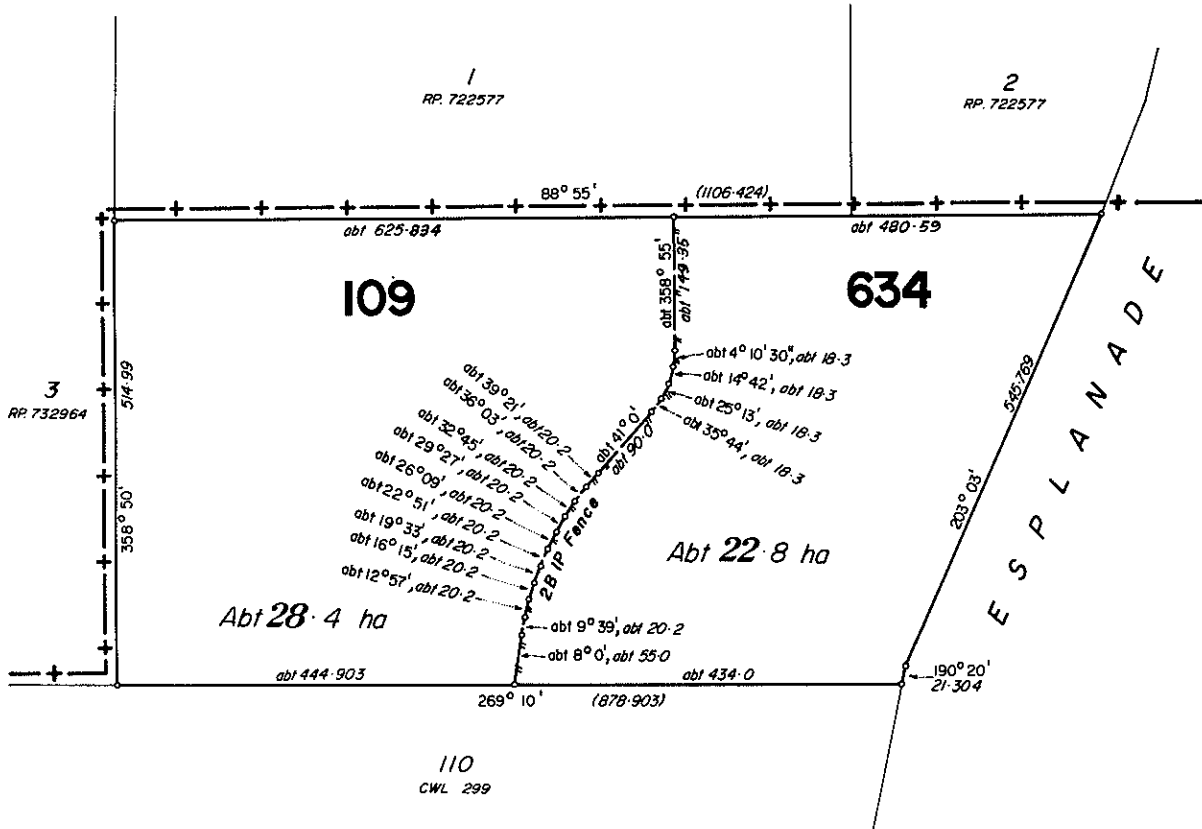 1
RP. 722577
2
RP. 722577
88° 55'
(1106·424)
abt 625·834
abt 480·59
109
634
abt 358° 55'
abt 149·35
3
RP. 732964
514·99
358° 50'
abt 4° 10' 30", abt 18·3
abt 14° 42', abt 18·3
abt 25° 13', abt 18·3
abt 35° 44', abt 18·3
abt 41° 0'
abt 90·0
abt 39° 21', abt 20·2
abt 36° 03', abt 20·2
abt 32° 45', abt 20·2
abt 29° 27', abt 20·2
abt 26° 09', abt 20·2
abt 22° 51', abt 20·2
abt 19° 33', abt 20·2
abt 16° 15', abt 20·2
abt 12° 57', abt 20·2
abt 9° 39', abt 20·2
abt 8° 0', abt 55·0
2B 1P Fence
545·769
203° 03'
ESPLANADE
Abt 28·4 ha
Abt 22·8 ha
abt 444·903
abt 434·0
190° 20'
21·304
269° 10'
(878·903)
110
CWL 299